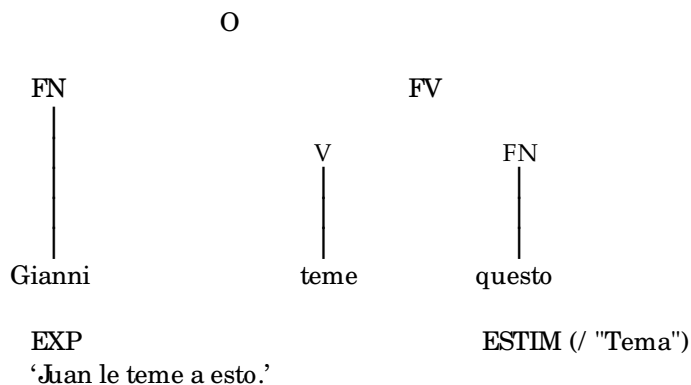 O
FN FV
V FN
Gianni teme questo
EXP ESTIM (/ "Tema")
‘Juan le teme a esto.’